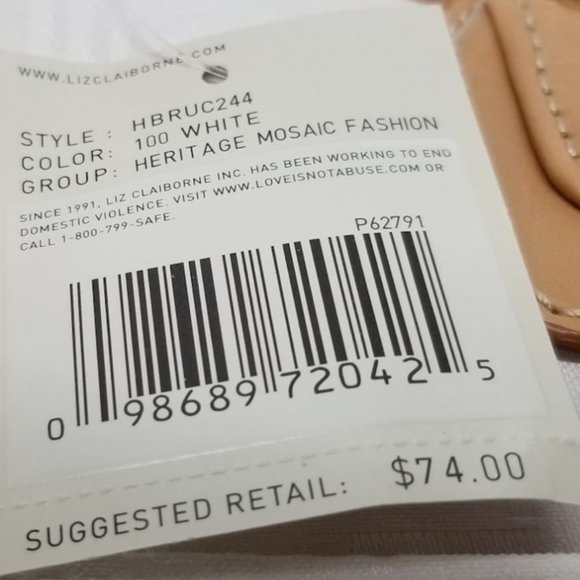 WWW.LIZCLAIBORNE.COM
STYLE : HBRUC244
COLOR: 100 WHITE
GROUP: HERITAGE MOSAIC FASHION
SINCE 1991, LIZ CLAIBORNE INC. HAS BEEN WORKING TO END
DOMESTIC VIOLENCE. VISIT WWW.LOVEISNOTABUSE.COM OR
CALL 1-800-799-SAFE.
P62791
0 98689 72042 5
SUGGESTED RETAIL: $74.00